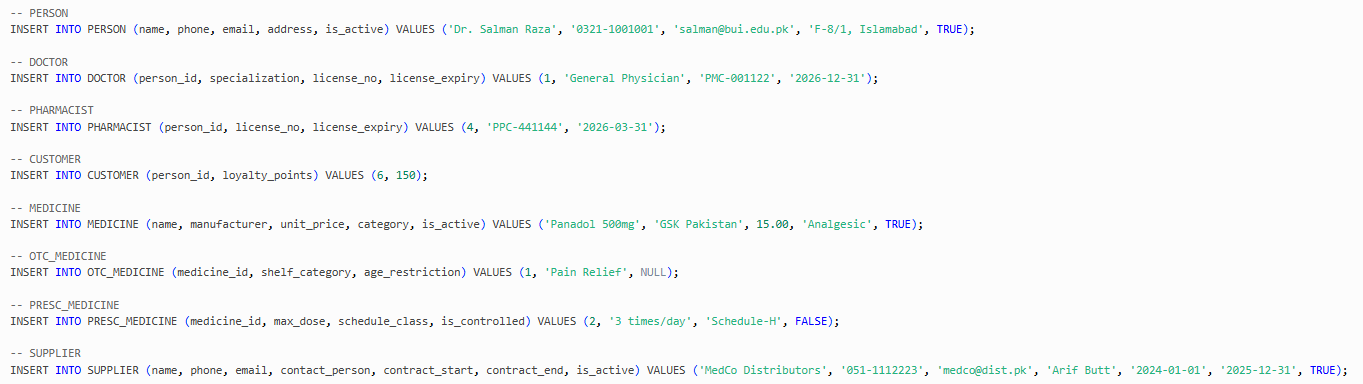 -- PERSON
INSERT INTO PERSON (name, phone, email, address, is_active) VALUES ('Dr. Salman Raza', '0321-1001001', 'salman@bui.edu.pk', 'F-8/1, Islamabad', TRUE);
-- DOCTOR
INSERT INTO DOCTOR (person_id, specialization, license_no, license_expiry) VALUES (1, 'General Physician', 'PMC-001122', '2026-12-31');
-- PHARMACIST
INSERT INTO PHARMACIST (person_id, license_no, license_expiry) VALUES (4, 'PPC-441144', '2026-03-31');
-- CUSTOMER
INSERT INTO CUSTOMER (person_id, loyalty_points) VALUES (6, 150);
-- MEDICINE
INSERT INTO MEDICINE (name, manufacturer, unit_price, category, is_active) VALUES ('Panadol 500mg', 'GSK Pakistan', 15.00, 'Analgesic', TRUE);
-- OTC_MEDICINE
INSERT INTO OTC_MEDICINE (medicine_id, shelf_category, age_restriction) VALUES (1, 'Pain Relief', NULL);
-- PRESC_MEDICINE
INSERT INTO PRESC_MEDICINE (medicine_id, max_dose, schedule_class, is_controlled) VALUES (2, '3 times/day', 'Schedule-H', FALSE);
-- SUPPLIER
INSERT INTO SUPPLIER (name, phone, email, contact_person, contract_start, contract_end, is_active) VALUES ('MedCo Distributors', '051-1112223', 'medco@dist.pk', 'Arif Butt', '2024-01-01', '2025-12-31', TRUE);